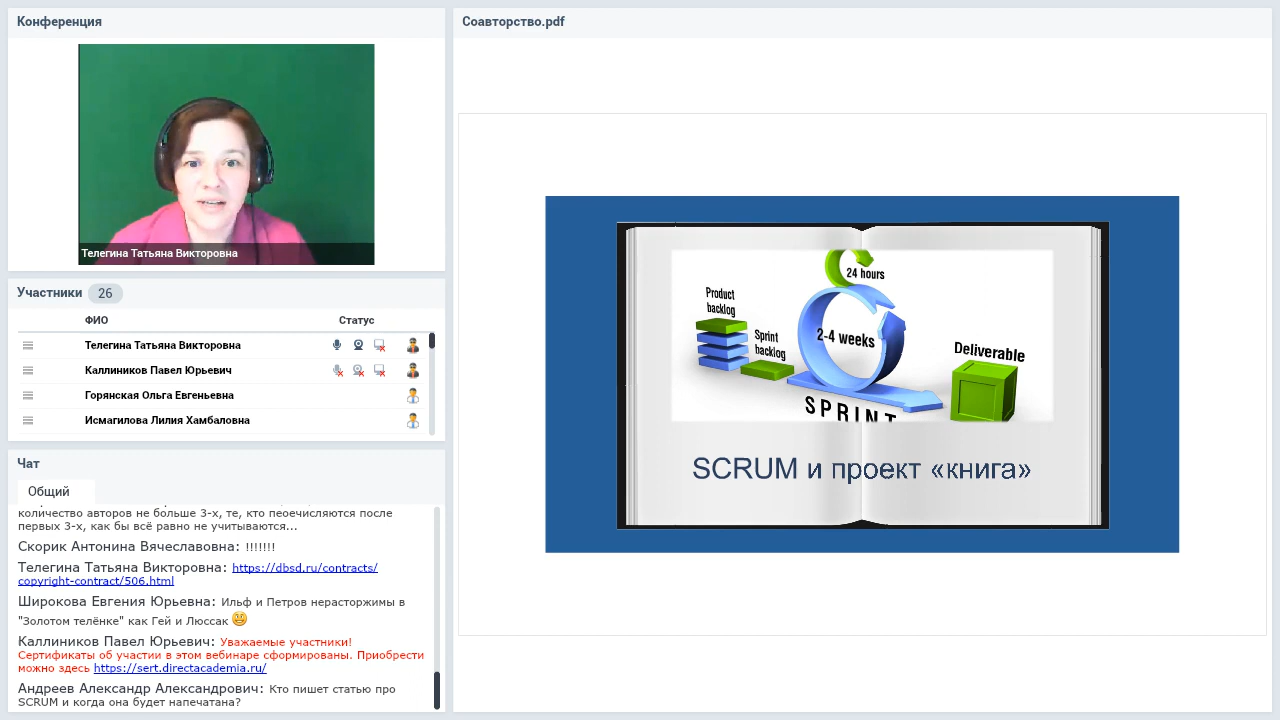 Конференция
Телегина Татьяна Викторовна
Участники 26
ФИО Статус
Телегина Татьяна Викторовна
Каллиников Павел Юрьевич
Горянская Ольга Евгеньевна
Исмагилова Лилия Хамбаловна
Чат
Общий
количество авторов не больше 3-х, те, кто пеоечисляются после
первых 3-х, как бы всё равно не учитываются...
Скорик Антонина Вячеславовна: !!!!!!!
Телегина Татьяна Викторовна: https://dbsd.ru/contracts/
copyright-contract/506.html
Широкова Евгения Юрьевна: Ильф и Петров нерасторжимы в
"Золотом телёнке" как Гей и Люссак
Каллиников Павел Юрьевич: Уважаемые участники!
Сертификаты об участии в этом вебинаре сформированы. Приобрести
можно здесь https://sert.directacademia.ru/
Андреев Александр Александрович: Кто пишет статью про
SCRUM и когда она будет напечатана?
Соавторство.pdf
24 hours
Product
backlog
Sprint
backlog
2-4 weeks
Deliverable
SPRINT
SCRUM и проект «книга»